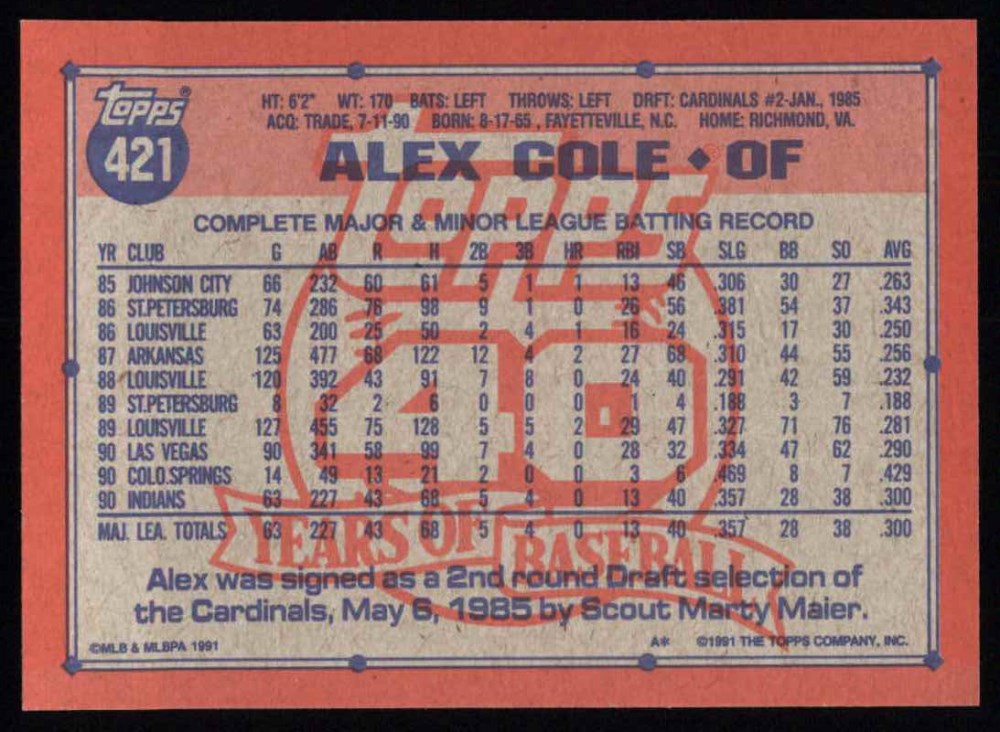 Topps®
421
HT: 6'2" WT: 170 BATS: LEFT THROWS: LEFT DRFT: CARDINALS #2-JAN., 1985
ACQ: TRADE, 7-11-90 BORN: 8-17-65 , FAYETTEVILLE, N.C. HOME: RICHMOND, VA.
ALEX COLE ◆ OF
Topps
40
YEARS OF BASEBALL
COMPLETE MAJOR & MINOR LEAGUE BATTING RECORD
YR CLUB G AB R H 2B 3B HR RBI SB SLG BB SO AVG
85 JOHNSON CITY 66 232 60 61 5 1 1 13 46 .306 30 27 .263
86 ST.PETERSBURG 74 286 76 98 9 1 0 26 56 .381 54 37 .343
86 LOUISVILLE 63 200 25 50 2 4 1 16 24 .315 17 30 .250
87 ARKANSAS 125 477 68 122 12 4 2 27 68 .310 44 55 .256
88 LOUISVILLE 120 392 43 91 7 8 0 24 40 .291 42 59 .232
89 ST.PETERSBURG 8 32 2 6 0 0 0 1 4 .188 3 7 .188
89 LOUISVILLE 127 455 75 128 5 5 2 29 47 .327 71 76 .281
90 LAS VEGAS 90 341 58 99 7 4 0 28 32 .334 47 62 .290
90 COLO.SPRINGS 14 49 13 21 2 0 0 3 6 .469 8 7 .429
90 INDIANS 63 227 43 68 5 4 0 13 40 .357 28 38 .300
MAJ. LEA. TOTALS 63 227 43 68 5 4 0 13 40 .357 28 38 .300
Alex was signed as a 2nd round Draft selection of
the Cardinals, May 6, 1985 by Scout Marty Maier.
©MLB & MLBPA 1991 A* ©1991 THE TOPPS COMPANY, INC.